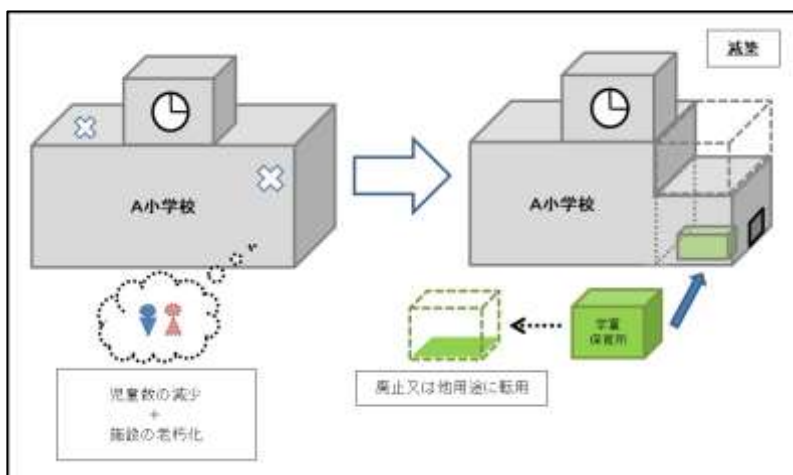 減築
A小学校
A小学校
学童
保育所
廃止又は他用途に転用
児童数の減少
+
施設の老朽化